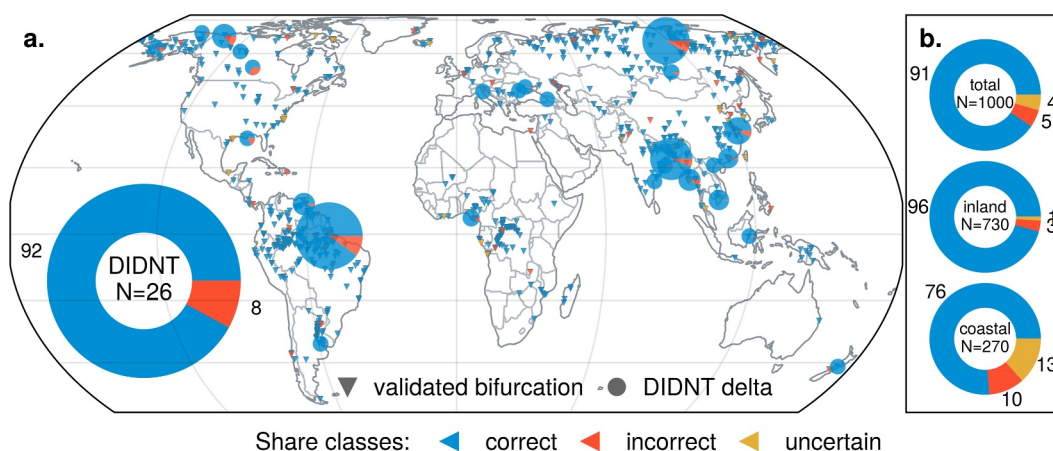 a.
92
DIDNT
N=26
8
validated bifurcation
DIDNT delta
b.
91
total
N=1000
4
5
96
inland
N=730
1
3
76
coastal
N=270
13
10
Share classes: correct incorrect uncertain